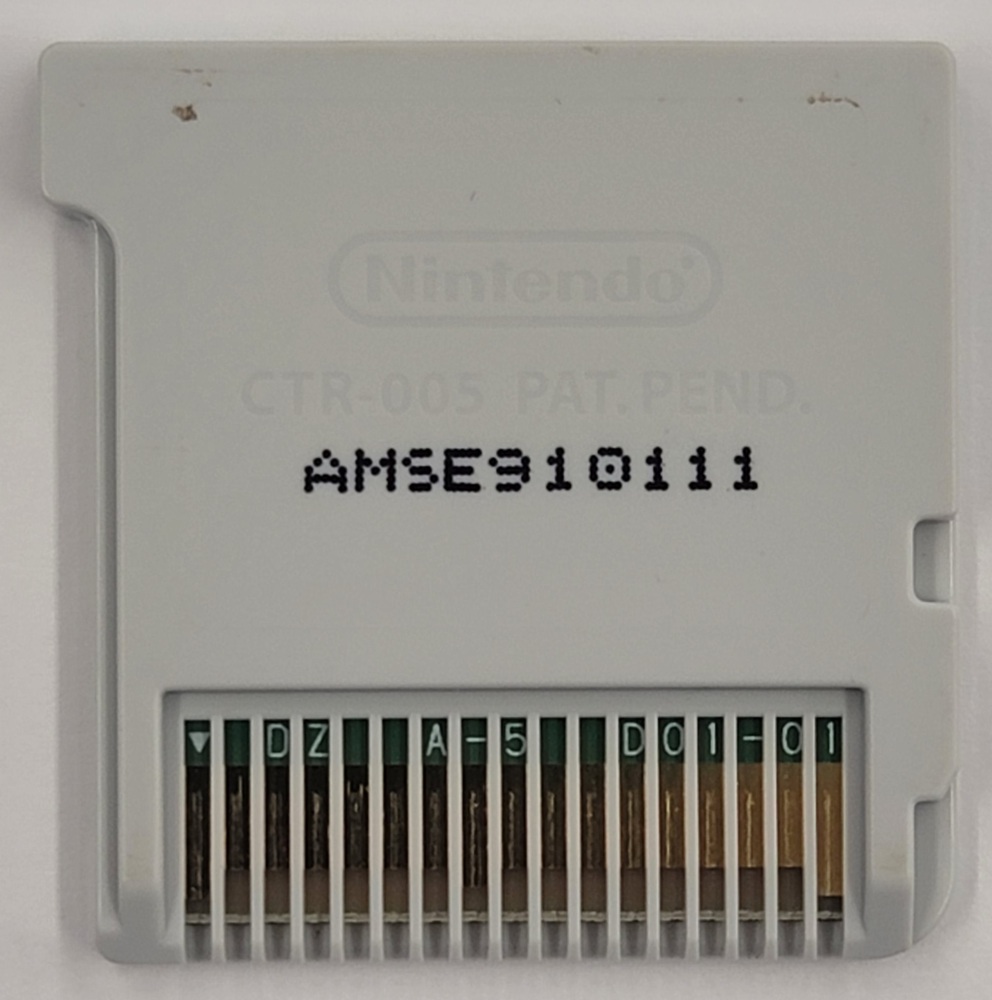 Nintendo®
CTR-005 PAT.PEND.
AMSE910111
▼ DZ A-5 D01-01